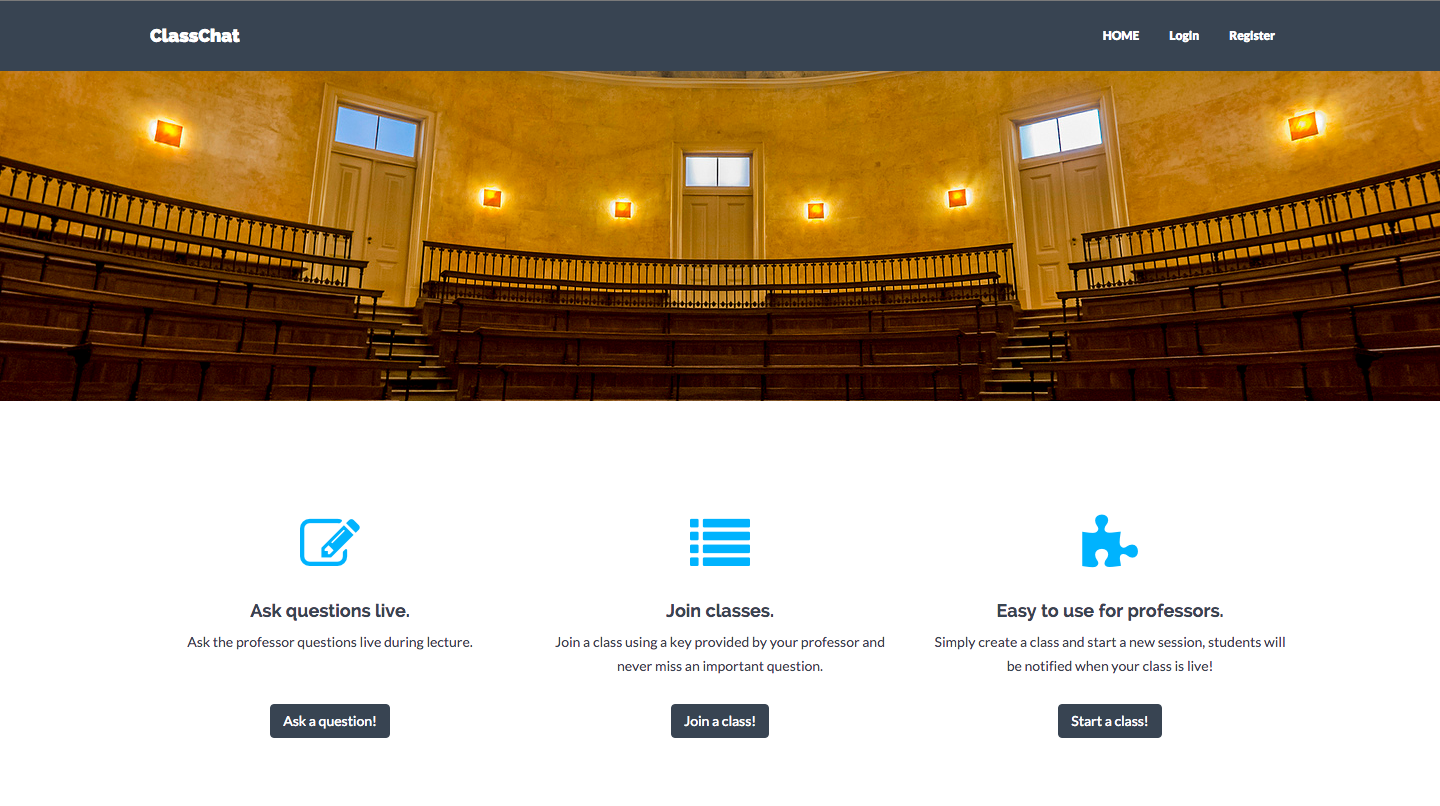 ClassChat
HOME Login Register
Ask questions live.
Ask the professor questions live during lecture.
Ask a question!
Join classes.
Join a class using a key provided by your professor and
never miss an important question.
Join a class!
Easy to use for professors.
Simply create a class and start a new session, students will
be notified when your class is live!
Start a class!